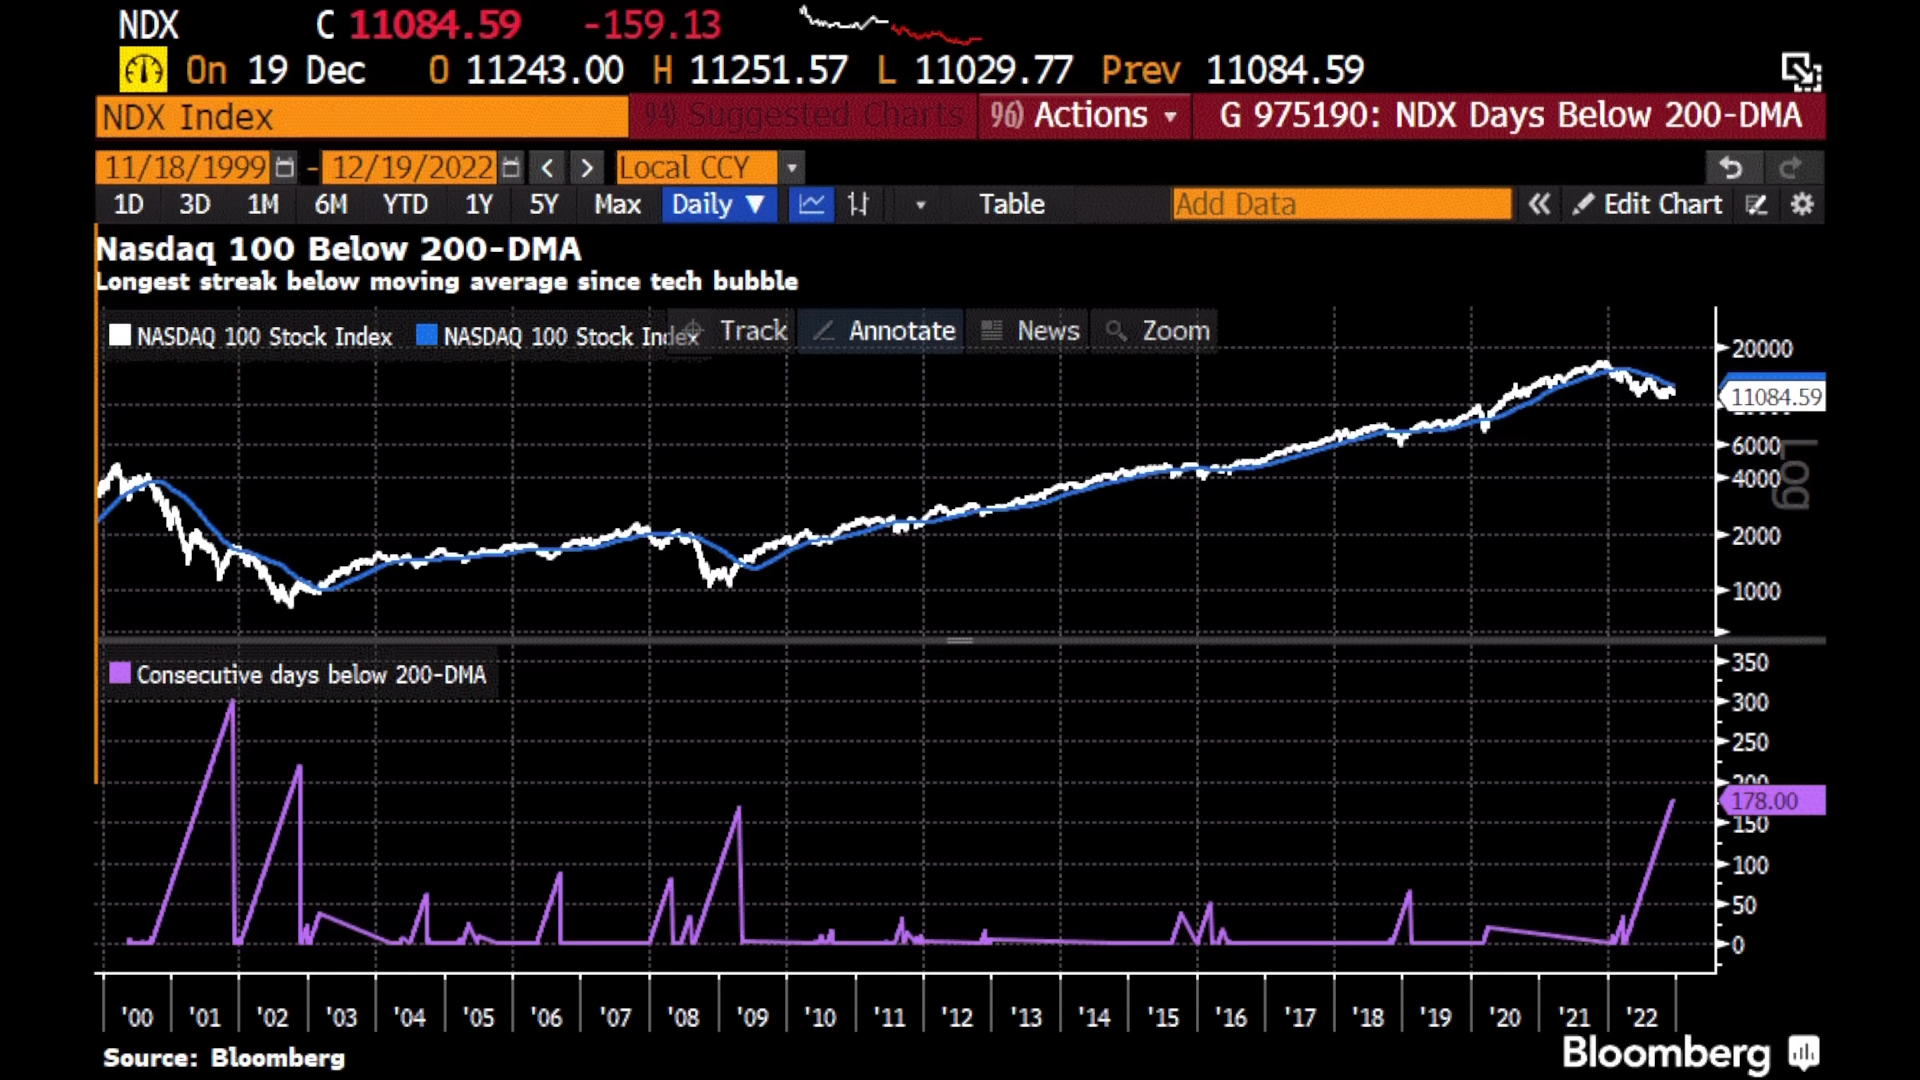 NDX C 11084.59 -159.13
On 19 Dec O 11243.00 H 11251.57 L 11029.77 Prev 11084.59
NDX Index 94) Suggested Charts 96) Actions G 975190: NDX Days Below 200-DMA
11/18/1999 - 12/19/2022 Local CCY
1D 3D 1M 6M YTD 1Y 5Y Max Daily ▼ Table Add Data « Edit Chart
Nasdaq 100 Below 200-DMA
Longest streak below moving average since tech bubble
NASDAQ 100 Stock Index NASDAQ 100 Stock Index Track Annotate News Zoom
20000
11084.59
6000
4000
Log
2000
1000
Consecutive days below 200-DMA
350
300
250
200
178.00
150
100
50
0
'00 '01 '02 '03 '04 '05 '06 '07 '08 '09 '10 '11 '12 '13 '14 '15 '16 '17 '18 '19 '20 '21 '22
Source: Bloomberg
Bloomberg